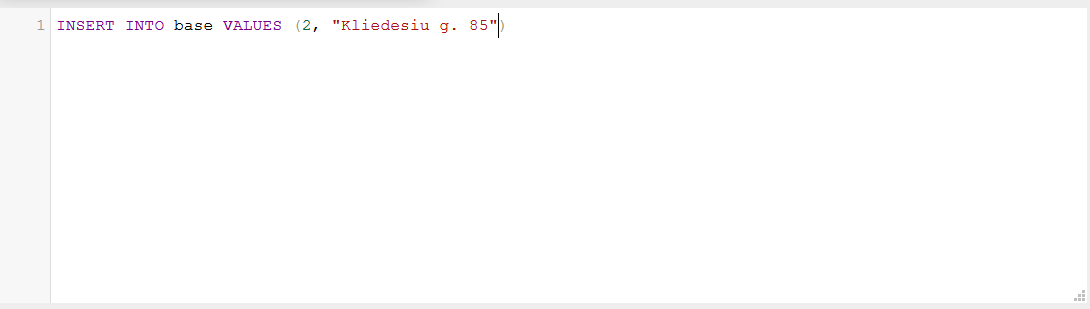 1 INSERT INTO base VALUES (2, "Kliedesiu g. 85")